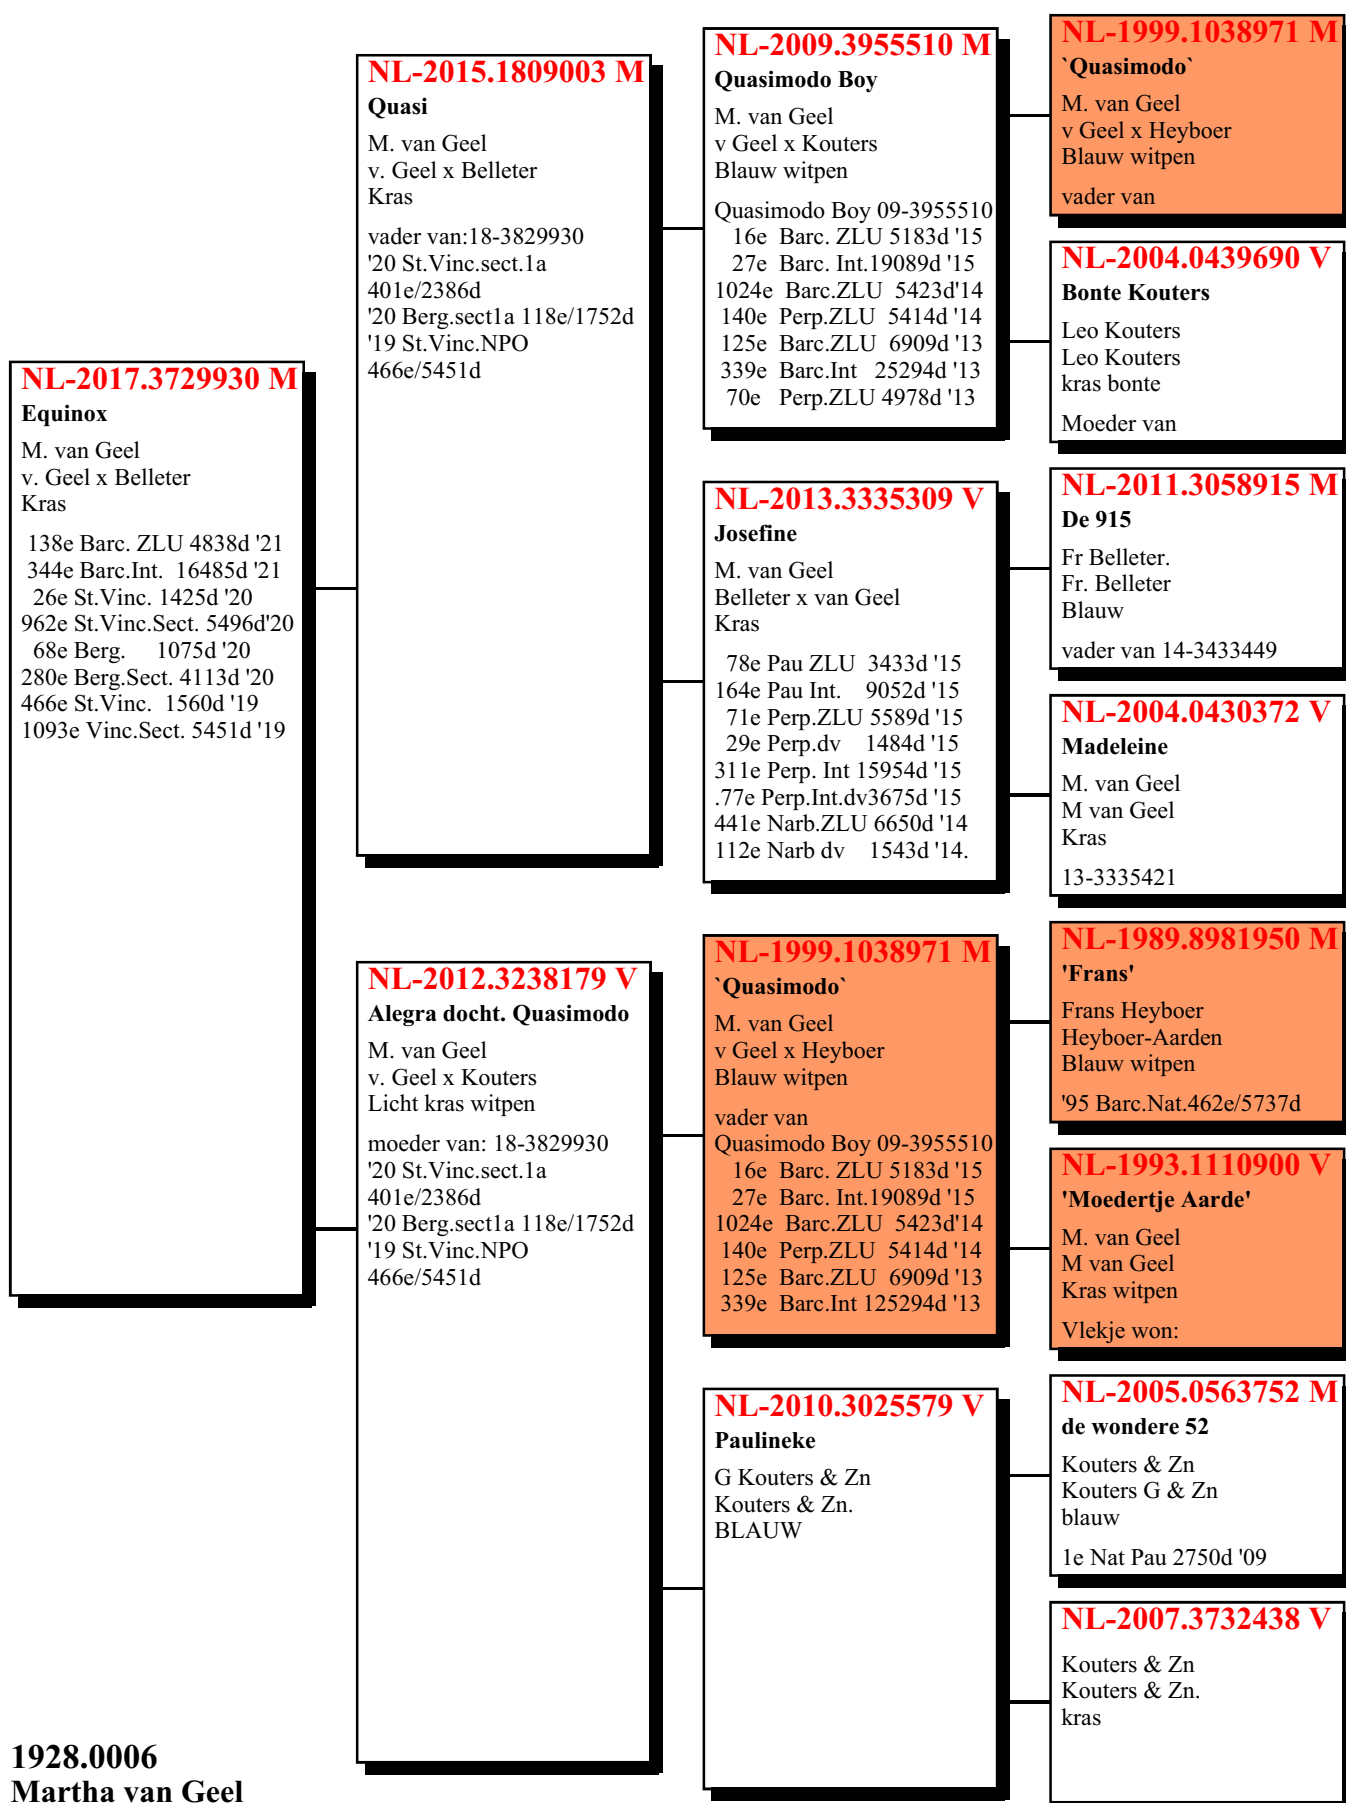 NL-2017.3729930 M
Equinox
M. van Geel
v. Geel x Belleter
Kras
138e Barc. ZLU 4838d '21
344e Barc.Int. 16485d '21
26e St.Vinc. 1425d '20
962e St.Vinc.Sect. 5496d'20
68e Berg. 1075d '20
280e Berg.Sect. 4113d '20
466e St.Vinc. 1560d '19
1093e Vinc.Sect. 5451d '19
NL-2015.1809003 M
Quasi
M. van Geel
v. Geel x Belleter
Kras
vader van:18-3829930
'20 St.Vinc.sect.1a
401e/2386d
'20 Berg.sect1a 118e/1752d
'19 St.Vinc.NPO
466e/5451d
NL-2012.3238179 V
Alegra docht. Quasimodo
M. van Geel
v. Geel x Kouters
Licht kras witpen
moeder van: 18-3829930
'20 St.Vinc.sect.1a
401e/2386d
'20 Berg.sect1a 118e/1752d
'19 St.Vinc.NPO
466e/5451d
NL-2009.3955510 M
Quasimodo Boy
M. van Geel
v Geel x Kouters
Blauw witpen
Quasimodo Boy 09-3955510
16e Barc. ZLU 5183d '15
27e Barc. Int.19089d '15
1024e Barc.ZLU 5423d'14
140e Perp.ZLU 5414d '14
125e Barc.ZLU 6909d '13
339e Barc.Int 25294d '13
70e Perp.ZLU 4978d '13
NL-2013.3335309 V
Josefine
M. van Geel
Belleter x van Geel
Kras
78e Pau ZLU 3433d '15
164e Pau Int. 9052d '15
71e Perp.ZLU 5589d '15
29e Perp.dv 1484d '15
311e Perp. Int 15954d '15
.77e Perp.Int.dv3675d '15
441e Narb.ZLU 6650d '14
112e Narb dv 1543d '14.
NL-1999.1038971 M
`Quasimodo`
M. van Geel
v Geel x Heyboer
Blauw witpen
vader van
Quasimodo Boy 09-3955510
16e Barc. ZLU 5183d '15
27e Barc. Int.19089d '15
1024e Barc.ZLU 5423d'14
140e Perp.ZLU 5414d '14
125e Barc.ZLU 6909d '13
339e Barc.Int 125294d '13
NL-2010.3025579 V
Paulineke
G Kouters & Zn
Kouters & Zn.
BLAUW
NL-1999.1038971 M
`Quasimodo`
M. van Geel
v Geel x Heyboer
Blauw witpen
vader van
NL-2004.0439690 V
Bonte Kouters
Leo Kouters
Leo Kouters
kras bonte
Moeder van
NL-2011.3058915 M
De 915
Fr Belleter.
Fr. Belleter
Blauw
vader van 14-3433449
NL-2004.0430372 V
Madeleine
M. van Geel
M van Geel
Kras
13-3335421
NL-1989.8981950 M
'Frans'
Frans Heyboer
Heyboer-Aarden
Blauw witpen
'95 Barc.Nat.462e/5737d
NL-1993.1110900 V
'Moedertje Aarde'
M. van Geel
M van Geel
Kras witpen
Vlekje won:
NL-2005.0563752 M
de wondere 52
Kouters & Zn
Kouters G & Zn
blauw
1e Nat Pau 2750d '09
NL-2007.3732438 V
Kouters & Zn
Kouters & Zn.
kras
1928.0006
Martha van Geel